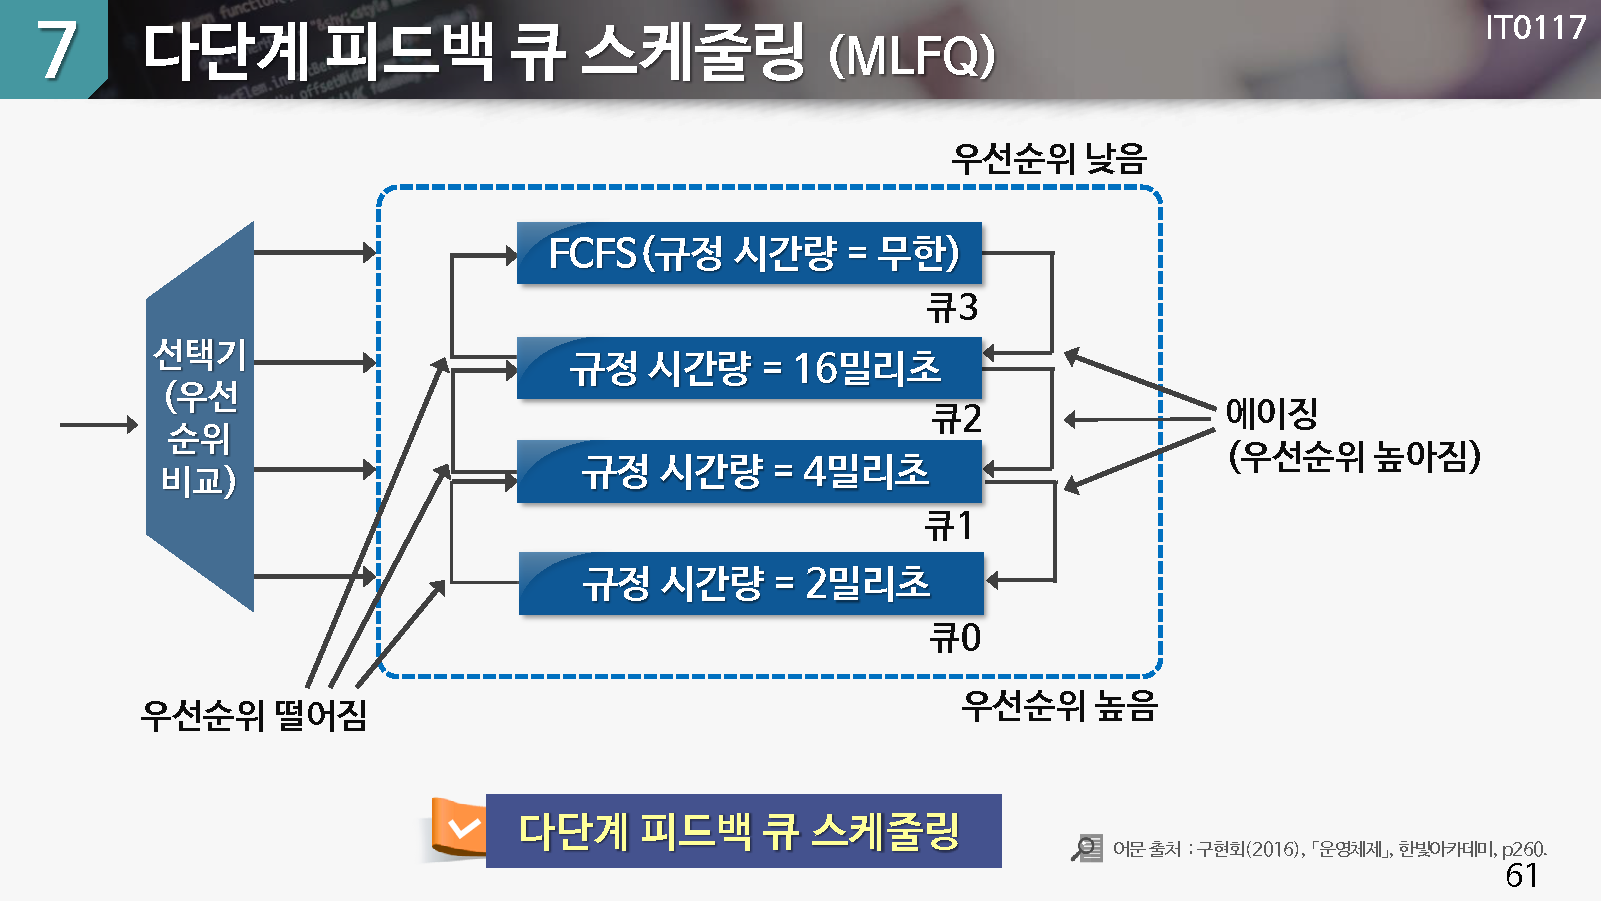 7 다단계 피드백 큐 스케줄링 (MLFQ)
IT0117
우선순위 낮음
FCFS (규정 시간량 = 무한)
큐3
선택기
(우선
순위
비교)
규정 시간량 = 16밀리초
큐2
에이징
(우선순위 높아짐)
규정 시간량 = 4밀리초
큐1
규정 시간량 = 2밀리초
큐0
우선순위 떨어짐
우선순위 높음
다단계 피드백 큐 스케줄링
어문 출처 : 구현회(2016), 「운영체제」, 한빛아카데미, p260.
61